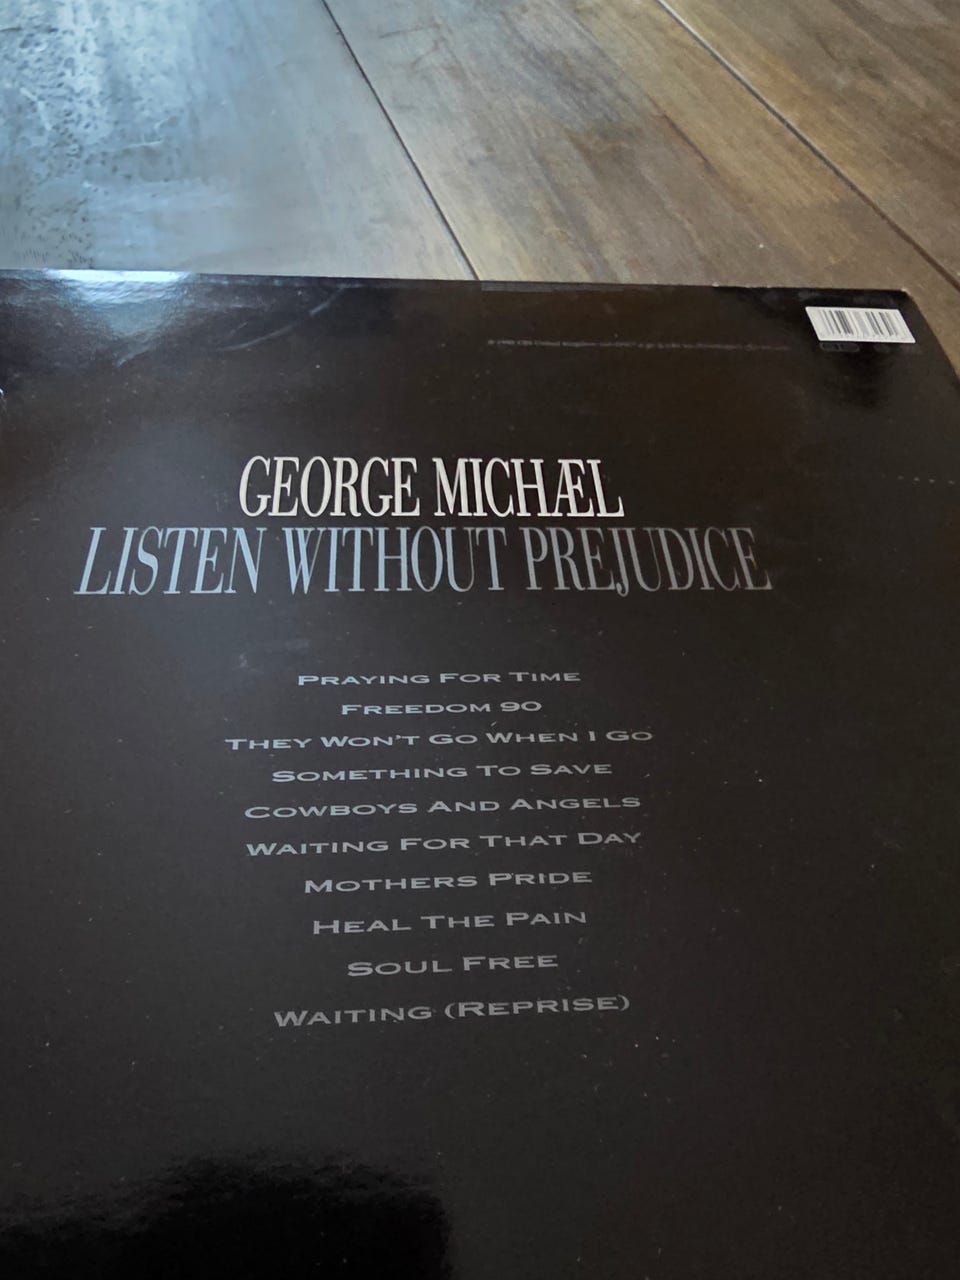 GEORGE MICHÆL
LISTEN WITHOUT PREJUDICE
PRAYING FOR TIME
FREEDOM 90
THEY WON'T GO WHEN I GO
SOMETHING TO SAVE
COWBOYS AND ANGELS
WAITING FOR THAT DAY
MOTHERS PRIDE
HEAL THE PAIN
SOUL FREE
WAITING (REPRISE)